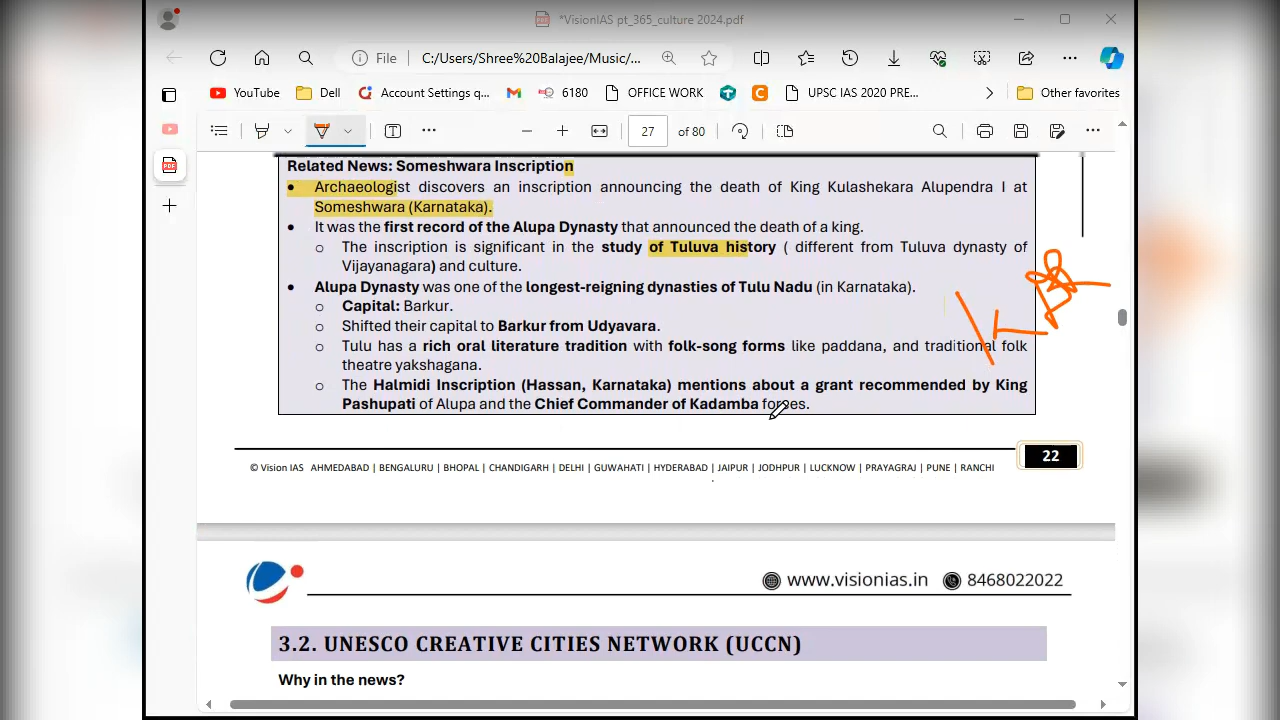 *VisionIAS pt_365_culture 2024.pdf
File C:/Users/Shree%20Balajee/Music/...
YouTube Dell Account Settings q... 6180 OFFICE WORK UPSC IAS 2020 PRE... Other favorites
27 of 80
Related News: Someshwara Inscription
• Archaeologist discovers an inscription announcing the death of King Kulashekara Alupendra I at
Someshwara (Karnataka).
• It was the first record of the Alupa Dynasty that announced the death of a king.
o The inscription is significant in the study of Tuluva history ( different from Tuluva dynasty of
Vijayanagara) and culture.
• Alupa Dynasty was one of the longest-reigning dynasties of Tulu Nadu (in Karnataka).
o Capital: Barkur.
o Shifted their capital to Barkur from Udyavara.
o Tulu has a rich oral literature tradition with folk-song forms like paddana, and traditional folk
theatre yakshagana.
o The Halmidi Inscription (Hassan, Karnataka) mentions about a grant recommended by King
Pashupati of Alupa and the Chief Commander of Kadamba forces.
22
© Vision IAS AHMEDABAD | BENGALURU | BHOPAL | CHANDIGARH | DELHI | GUWAHATI | HYDERABAD | JAIPUR | JODHPUR | LUCKNOW | PRAYAGRAJ | PUNE | RANCHI
www.visionias.in 8468022022
3.2. UNESCO CREATIVE CITIES NETWORK (UCCN)
Why in the news?